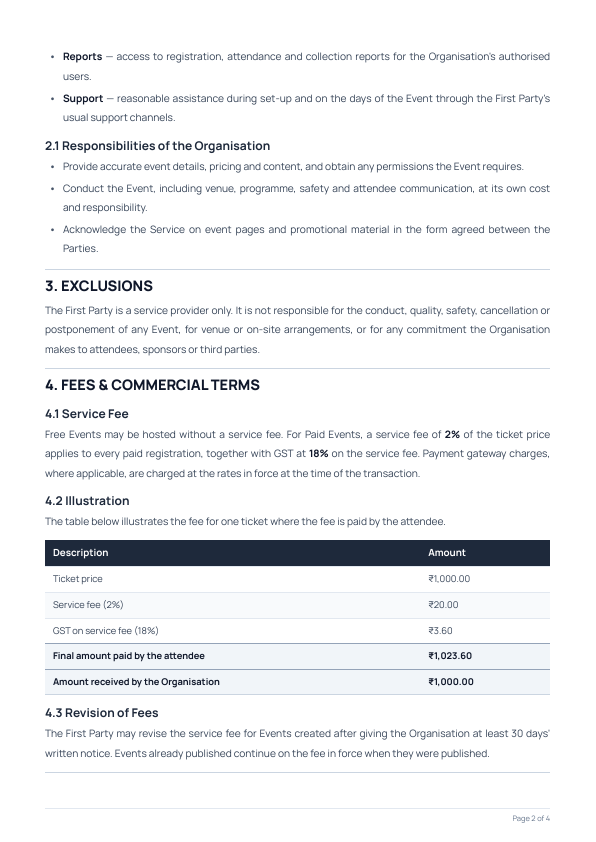 • Reports — access to registration, attendance and collection reports for the Organisation's authorised
users.
• Support — reasonable assistance during set-up and on the days of the Event through the First Party's
usual support channels.
2.1 Responsibilities of the Organisation
• Provide accurate event details, pricing and content, and obtain any permissions the Event requires.
• Conduct the Event, including venue, programme, safety and attendee communication, at its own cost
and responsibility.
• Acknowledge the Service on event pages and promotional material in the form agreed between the
Parties.
3. EXCLUSIONS
The First Party is a service provider only. It is not responsible for the conduct, quality, safety, cancellation or
postponement of any Event, for venue or on-site arrangements, or for any commitment the Organisation
makes to attendees, sponsors or third parties.
4. FEES & COMMERCIAL TERMS
4.1 Service Fee
Free Events may be hosted without a service fee. For Paid Events, a service fee of 2% of the ticket price
applies to every paid registration, together with GST at 18% on the service fee. Payment gateway charges,
where applicable, are charged at the rates in force at the time of the transaction.
4.2 Illustration
The table below illustrates the fee for one ticket where the fee is paid by the attendee.
Description Amount
Ticket price ₹1,000.00
Service fee (2%) ₹20.00
GST on service fee (18%) ₹3.60
Final amount paid by the attendee ₹1,023.60
Amount received by the Organisation ₹1,000.00
4.3 Revision of Fees
The First Party may revise the service fee for Events created after giving the Organisation at least 30 days'
written notice. Events already published continue on the fee in force when they were published.
Page 2 of 4